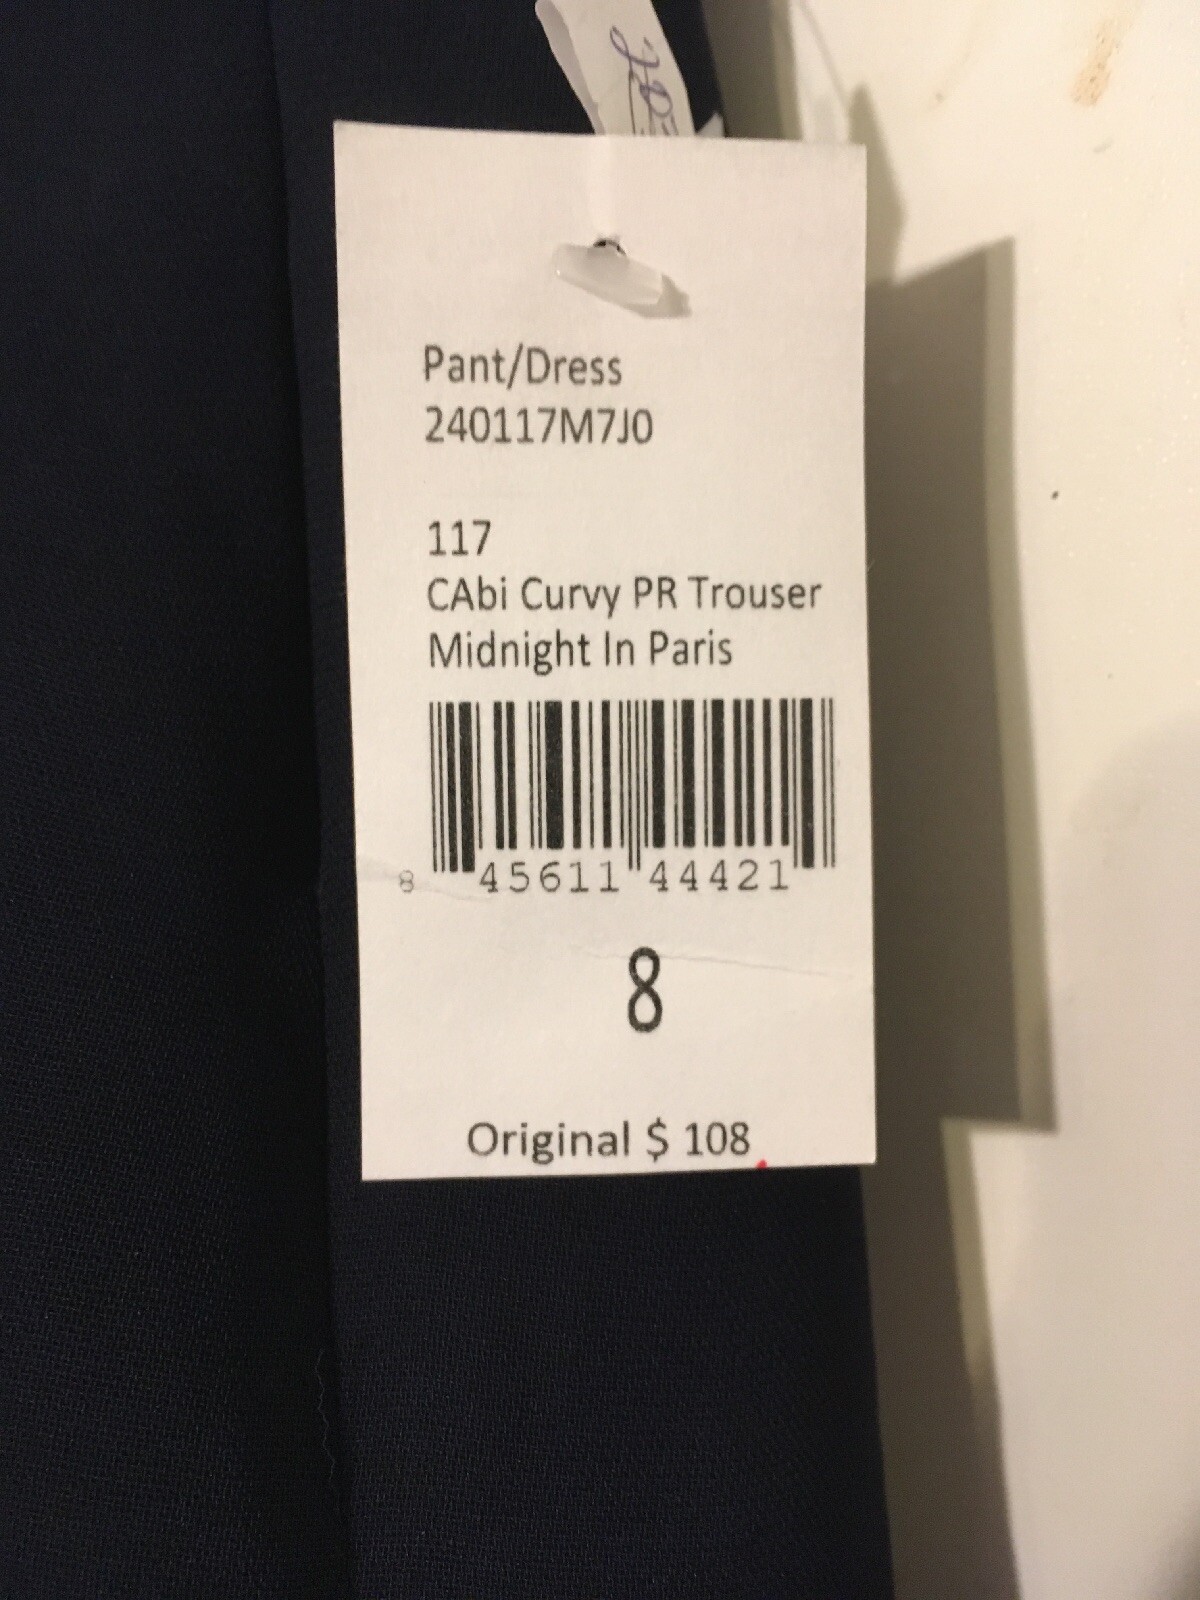 Pant/Dress
240117M7J0
117
CAbi Curvy PR Trouser
Midnight In Paris
8 45611 44421
8
Original $ 108